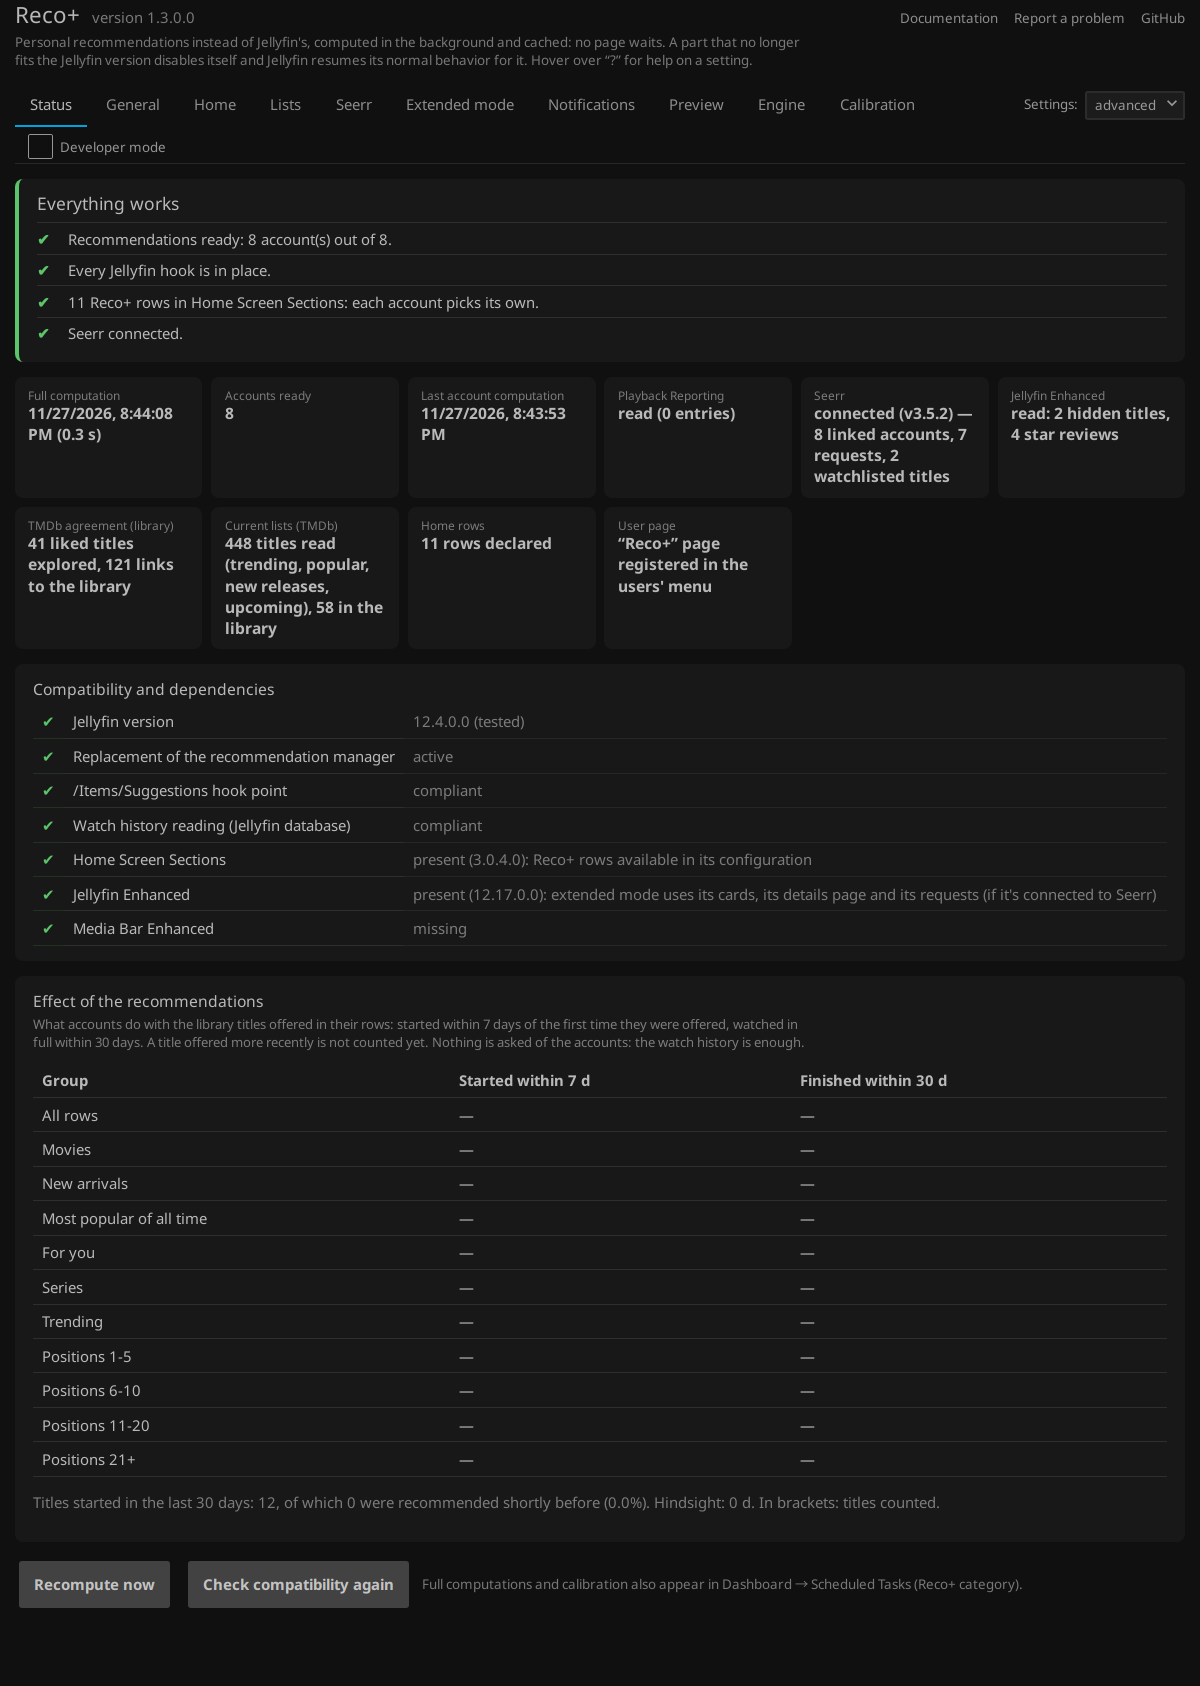 Reco+ version 1.3.0.0
Documentation Report a problem GitHub
Personal recommendations instead of Jellyfin's, computed in the background and cached: no page waits. A part that no longer
fits the Jellyfin version disables itself and Jellyfin resumes its normal behavior for it. Hover over “?” for help on a setting.
Status General Home Lists Seerr Extended mode Notifications Preview Engine Calibration Settings: advanced
Developer mode
Everything works
✔ Recommendations ready: 8 account(s) out of 8.
✔ Every Jellyfin hook is in place.
✔ 11 Reco+ rows in Home Screen Sections: each account picks its own.
✔ Seerr connected.
Full computation
11/27/2026, 8:44:08
PM (0.3 s)
Accounts ready
8
Last account computation
11/27/2026, 8:43:53
PM
Playback Reporting
read (0 entries)
Seerr
connected (v3.5.2) —
8 linked accounts, 7
requests, 2
watchlisted titles
Jellyfin Enhanced
read: 2 hidden titles,
4 star reviews
TMDb agreement (library)
41 liked titles
explored, 121 links
to the library
Current lists (TMDb)
448 titles read
(trending, popular,
new releases,
upcoming), 58 in the
library
Home rows
11 rows declared
User page
“Reco+” page
registered in the
users' menu
Compatibility and dependencies
✔ Jellyfin version 12.4.0.0 (tested)
✔ Replacement of the recommendation manager active
✔ /Items/Suggestions hook point compliant
✔ Watch history reading (Jellyfin database) compliant
✔ Home Screen Sections present (3.0.4.0): Reco+ rows available in its configuration
✔ Jellyfin Enhanced present (12.17.0.0): extended mode uses its cards, its details page and its requests (if it's connected to Seerr)
✔ Media Bar Enhanced missing
Effect of the recommendations
What accounts do with the library titles offered in their rows: started within 7 days of the first time they were offered, watched in
full within 30 days. A title offered more recently is not counted yet. Nothing is asked of the accounts: the watch history is enough.
Group Started within 7 d Finished within 30 d
All rows — —
Movies — —
New arrivals — —
Most popular of all time — —
For you — —
Series — —
Trending — —
Positions 1-5 — —
Positions 6-10 — —
Positions 11-20 — —
Positions 21+ — —
Titles started in the last 30 days: 12, of which 0 were recommended shortly before (0.0%). Hindsight: 0 d. In brackets: titles counted.
Recompute now Check compatibility again Full computations and calibration also appear in Dashboard → Scheduled Tasks (Reco+ category).